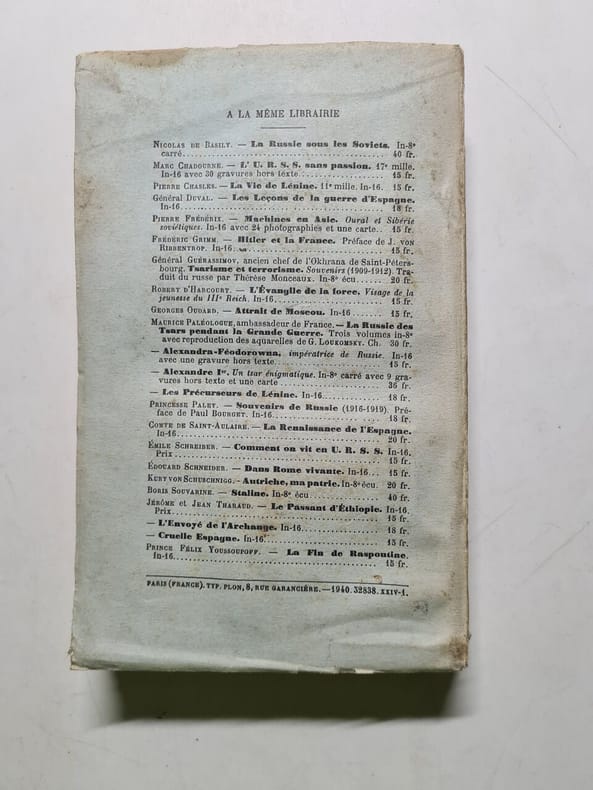 A LA MÊME LIBRAIRIE
NICOLAS DE BASILY. — La Russie sous les Soviets. In-8º
carré........ 40 fr.
MARC CHADOURNE. — L'U. R. S. S. sans passion. 17e mille.
In-16 avec 30 gravures hors texte........ 15 fr.
PIERRE CHASLES. — La Vie de Lénine. 11e mille. In-16. 15 fr.
Général DUVAL. — Les Leçons de la guerre d'Espagne.
In-16........ 18 fr.
PIERRE FRÉDÉRIX. — Machines en Asie. Oural et Sibérie
soviétiques. In-16 avec 24 photographies et une carte.. 15 fr.
FRÉDÉRIC GRIMM. — Hitler et la France. Préface de J. VON
RIBBENTROP. In-16........ 15 fr.
Général GUÉRASSIMOV, ancien chef de l'Okhrana de Saint-Péters-
bourg. Tsarisme et terrorisme. Souvenirs (1909-1912). Tra-
duit du russe par Thérèse MONCEAUX. In-8º écu...... 20 fr.
ROBERT D'HARCOURT. — L'Évangile de la force. Visage de la
jeunesse du IIIe Reich. In-16........ 15 fr.
GEORGES OUDARD. — Attrait de Moscou. In-16...... 15 fr.
MAURICE PALÉOLOGUE, ambassadeur de France. — La Russie des
Tsars pendant la Grande Guerre. Trois volumes in-8º
avec reproduction des aquarelles de G. LOUKOMSKY. Ch. 30 fr.
— Alexandra-Féodorowna, impératrice de Russie. In-16
avec une gravure hors texte........ 15 fr.
— Alexandre Ier. Un tsar énigmatique. In-8º carré avec 9 gra-
vures hors texte et une carte........ 36 fr.
— Les Précurseurs de Lénine. In-16........ 18 fr.
PRINCESSE PALEY. — Souvenirs de Russie (1916-1919). Pré-
face de Paul BOURGET. In-16........ 18 fr.
COMTE DE SAINT-AULAIRE. — La Renaissance de l'Espagne.
In-16........ 20 fr.
ÉMILE SCHREIBER. — Comment on vit en U. R. S. S. In-16.
Prix........ 15 fr.
ÉDOUARD SCHNEIDER. — Dans Rome vivante. In-16... 15 fr.
KURT VON SCHUSCHNIGG. - Autriche, ma patrie. In-8º écu. 20 fr.
BORIS SOUVARINE. — Staline. In-8º écu........ 40 fr.
JÉRÔME et JEAN THARAUD. — Le Passant d'Éthiopie. In-16.
Prix........ 15 fr.
— L'Envoyé de l'Archange. In-16........ 18 fr.
— Cruelle Espagne. In-16........ 15 fr.
PRINCE FÉLIX YOUSSOUPOFF. — La Fin de Raspoutine.
In-16........ 15 fr.
PARIS (FRANCE). TYP. PLON, 8, RUE GARANCIÈRE. — 1940. 52838. XXIV-1.